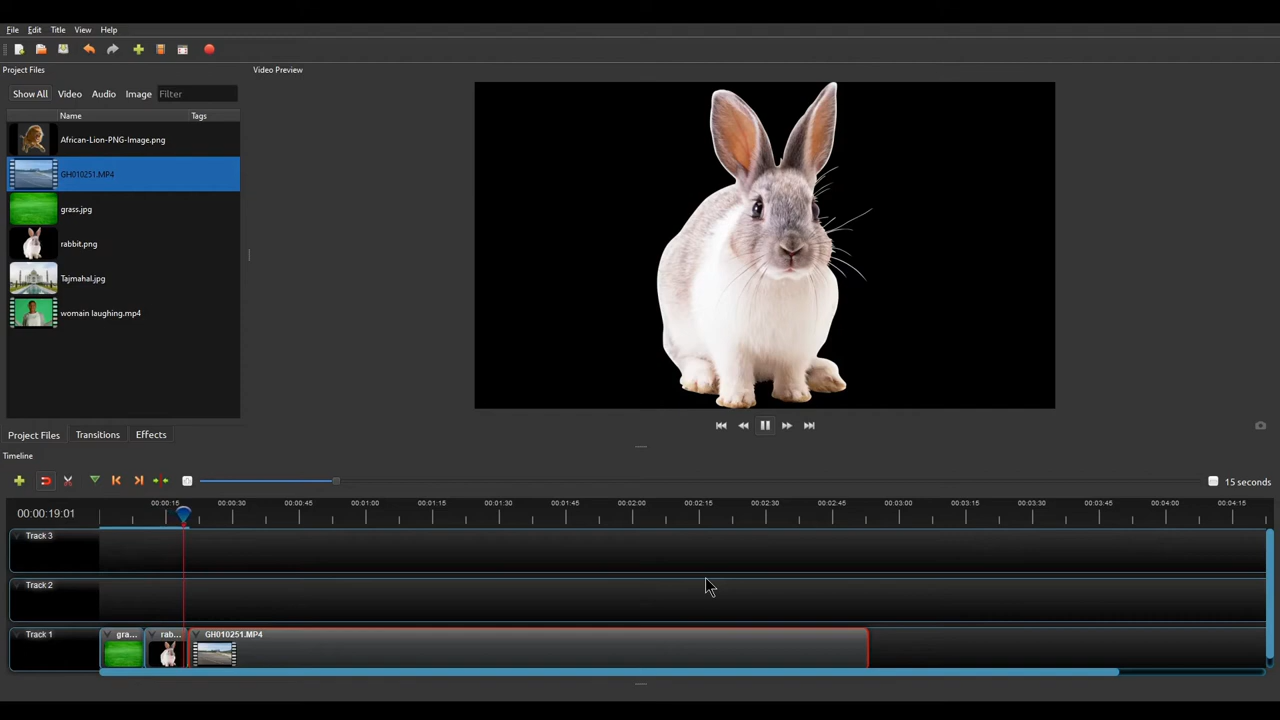 File Edit Title View Help
Project Files
Video Preview
Show All Video Audio Image Filter
Name Tags
African-Lion-PNG-Image.png
GH010251.MP4
grass.jpg
rabbit.png
Tajmahal.jpg
womain laughing.mp4
Project Files Transitions Effects
Timeline
15 seconds
00:00:19:01
00:00:15 00:00:30 00:00:45 00:01:00 00:01:15 00:01:30 00:01:45 00:02:00 00:02:15 00:02:30 00:02:45 00:03:00 00:03:15 00:03:30 00:03:45 00:04:00 00:04:15
Track 3
Track 2
Track 1 gra... rab... GH010251.MP4